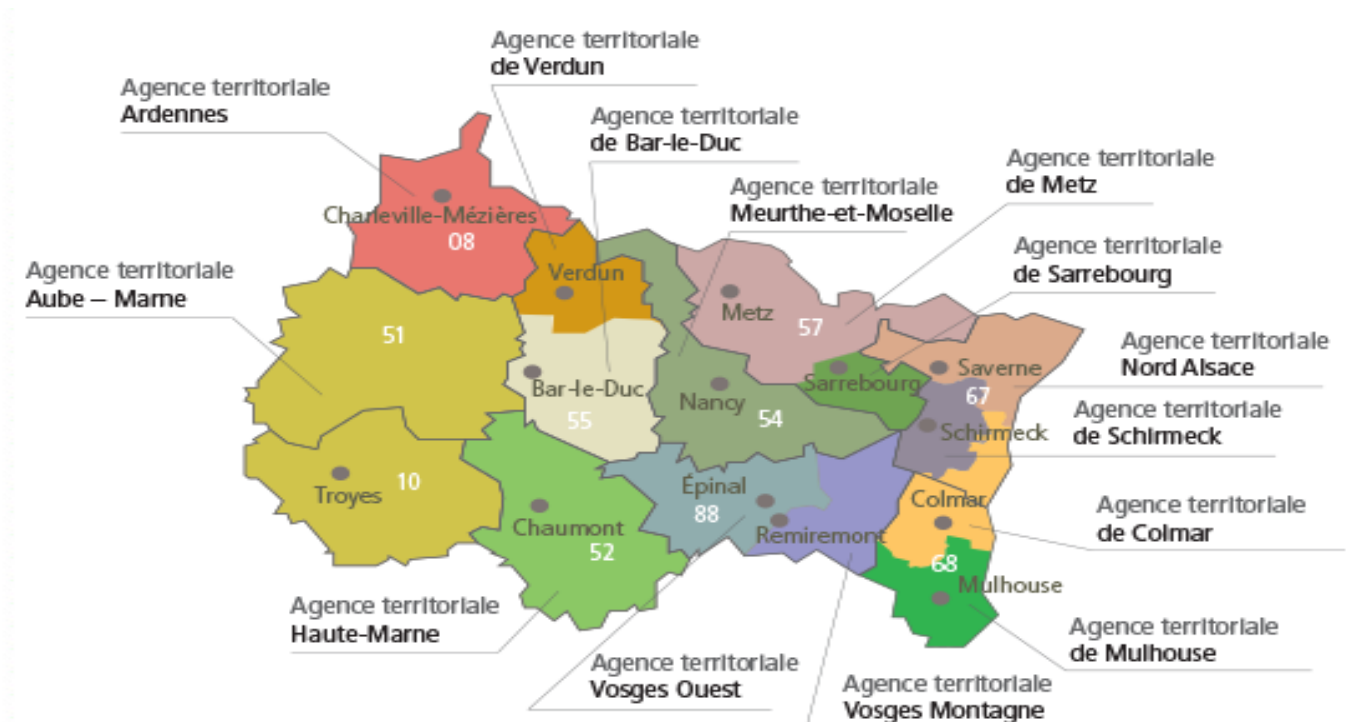 Agence territoriale
de Verdun
Agence territoriale
Ardennes
Agence territoriale
de Bar-le-Duc
Agence territoriale
de Metz
Agence territoriale
Meurthe-et-Moselle
Charleville-Mézières
08
Agence territoriale
de Sarrebourg
Agence territoriale
Aube – Marne
Verdun
Metz
57
51
Agence territoriale
Nord Alsace
Saverne
Sarrebourg
Bar-le-Duc
Nancy
67
55
54
Agence territoriale
de Schirmeck
Schirmeck
Troyes
10
Épinal
88
Colmar
Agence territoriale
de Colmar
Chaumont
52
Remiremont
68
Mulhouse
Agence territoriale
Haute-Marne
Agence territoriale
de Mulhouse
Agence territoriale
Vosges Ouest
Agence territoriale
Vosges Montagne